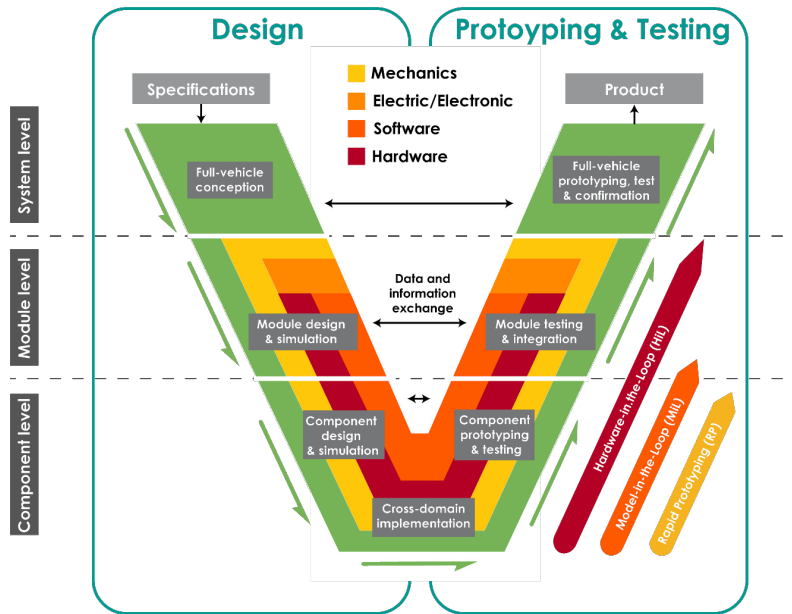 Design
Protoyping & Testing
Mechanics
Electric/Electronic
Software
Hardware
Specifications
Product
System level
Full-vehicle
conception
Full-vehicle
prototyping, test
& confirmation
Module level
Data and
information
exchange
Module design
& simulation
Module testing
& integration
Component level
Component
design
& simulation
Component
prototyping
& testing
Cross-domain
implementation
Hardware-in-the-Loop (HiL)
Model-in-the-Loop (MiL)
Rapid Prototyping (RP)